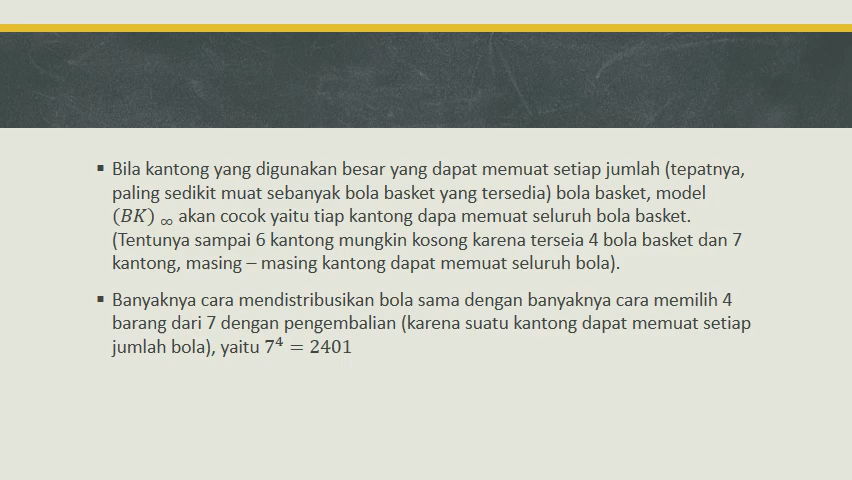 ▪ Bila kantong yang digunakan besar yang dapat memuat setiap jumlah (tepatnya,
paling sedikit muat sebanyak bola basket yang tersedia) bola basket, model
(𝐵𝐾) ∞ akan cocok yaitu tiap kantong dapa memuat seluruh bola basket.
(Tentunya sampai 6 kantong mungkin kosong karena terseia 4 bola basket dan 7
kantong, masing – masing kantong dapat memuat seluruh bola).
▪ Banyaknya cara mendistribusikan bola sama dengan banyaknya cara memilih 4
barang dari 7 dengan pengembalian (karena suatu kantong dapat memuat setiap
jumlah bola), yaitu 7⁴ = 2401